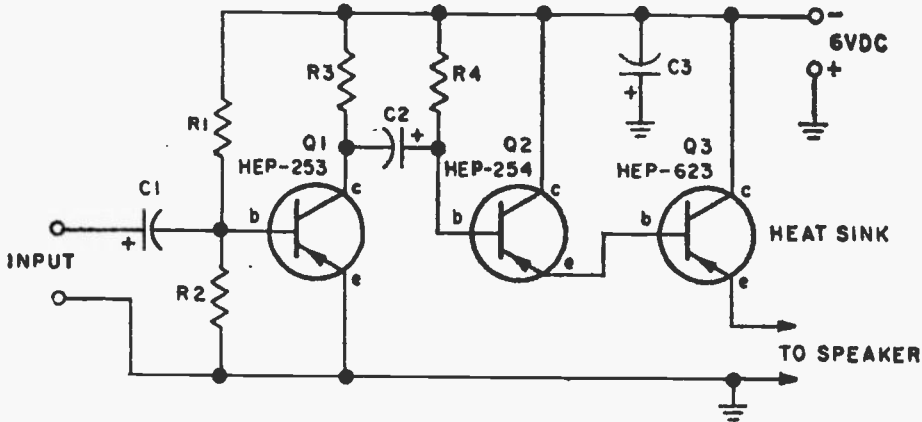 −
6VDC
+
R3
R4
C3
+
R1
C2
+
Q1
HEP-253
Q2
HEP-254
Q3
HEP-623
C1
+
b
c
e
b
c
e
b
c
e
HEAT SINK
INPUT
R2
TO SPEAKER